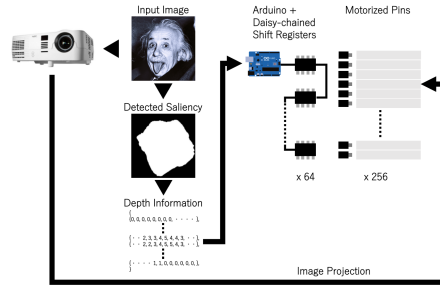 Input Image
Arduino +
Daisy-chained
Shift Registers
Motorized Pins
Detected Saliency
Depth Information
{
{0, 0, 0, 0, 0, 0, 0, 0, · · · · },
{ · · 2, 3, 3, 4, 5, 4, 4, 3, · · },
{ · · 2, 2, 3, 4, 5, 5, 4, 3, · · },
{ · · · · 1, 1, 0, 0, 0, 0, 0, 0, },
}
x 64
x 256
Image Projection